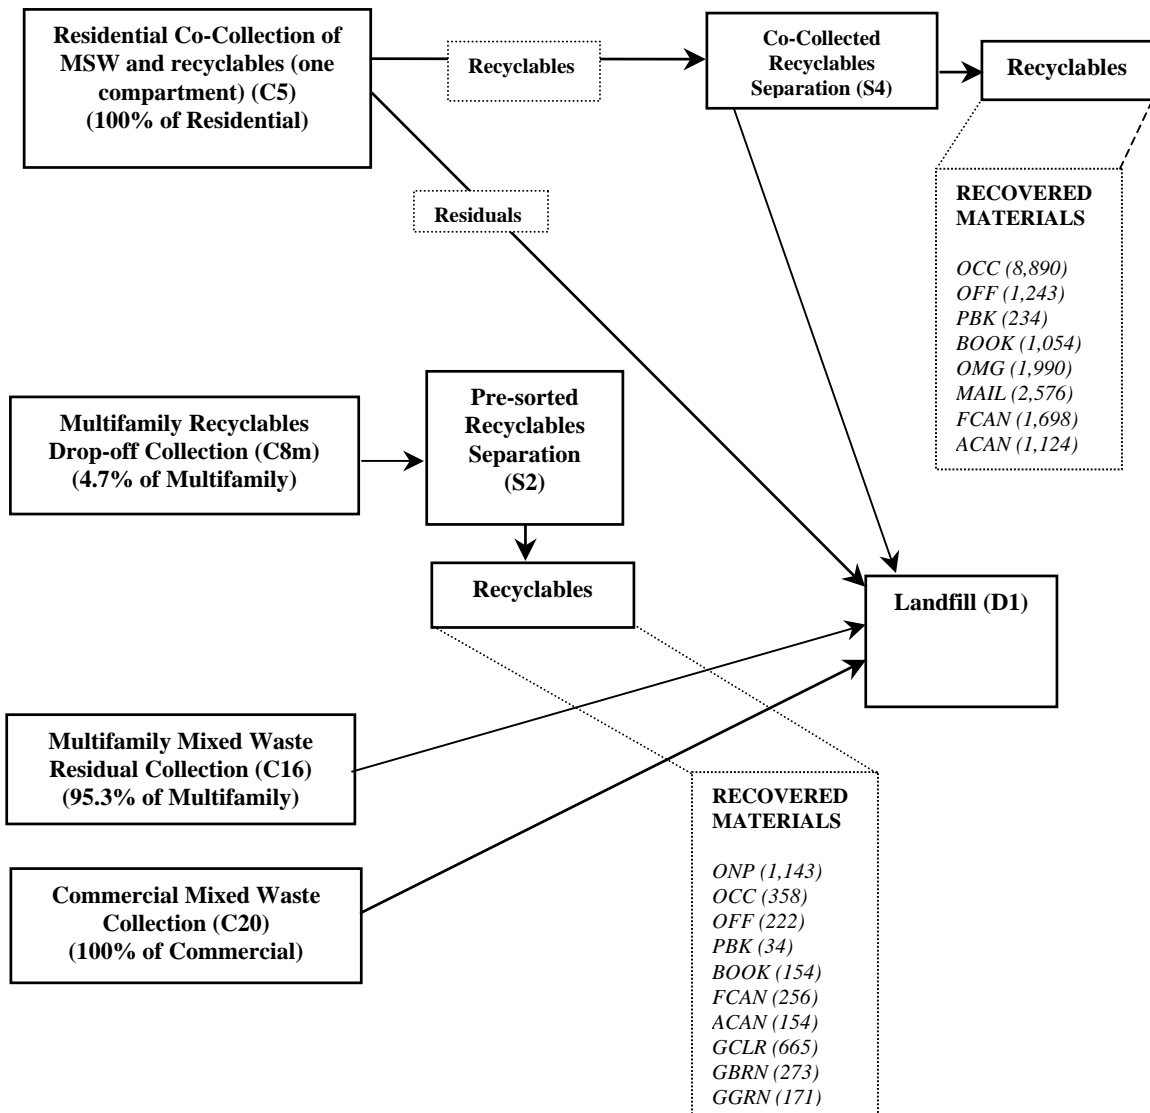 Residential Co-Collection of
MSW and recyclables (one
compartment) (C5)
(100% of Residential)
Recyclables
Co-Collected
Recyclables
Separation (S4)
Recyclables
Residuals
RECOVERED
MATERIALS
OCC (8,890)
OFF (1,243)
PBK (234)
BOOK (1,054)
OMG (1,990)
MAIL (2,576)
FCAN (1,698)
ACAN (1,124)
Multifamily Recyclables
Drop-off Collection (C8m)
(4.7% of Multifamily)
Pre-sorted
Recyclables
Separation
(S2)
Recyclables
Landfill (D1)
Multifamily Mixed Waste
Residual Collection (C16)
(95.3% of Multifamily)
Commercial Mixed Waste
Collection (C20)
(100% of Commercial)
RECOVERED
MATERIALS
ONP (1,143)
OCC (358)
OFF (222)
PBK (34)
BOOK (154)
FCAN (256)
ACAN (154)
GCLR (665)
GBRN (273)
GGRN (171)